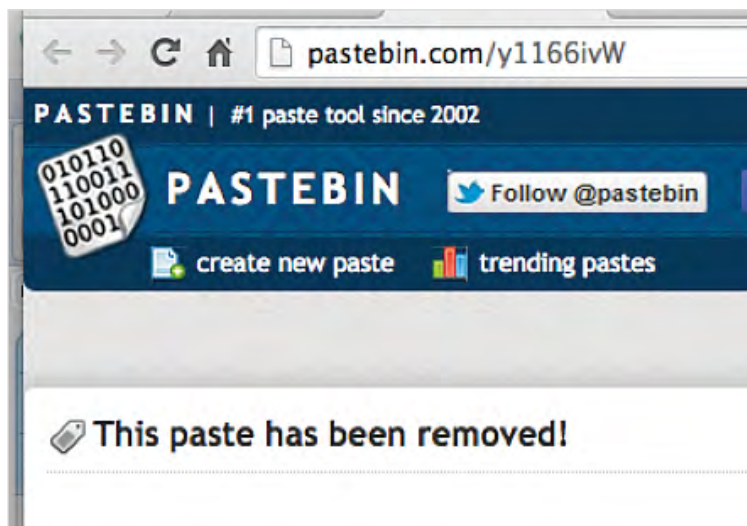 pastebin.com/y1166ivW
PASTEBIN | #1 paste tool since 2002
010110
110011
101000
0001
PASTEBIN
Follow @pastebin
create new paste
trending pastes
This paste has been removed!